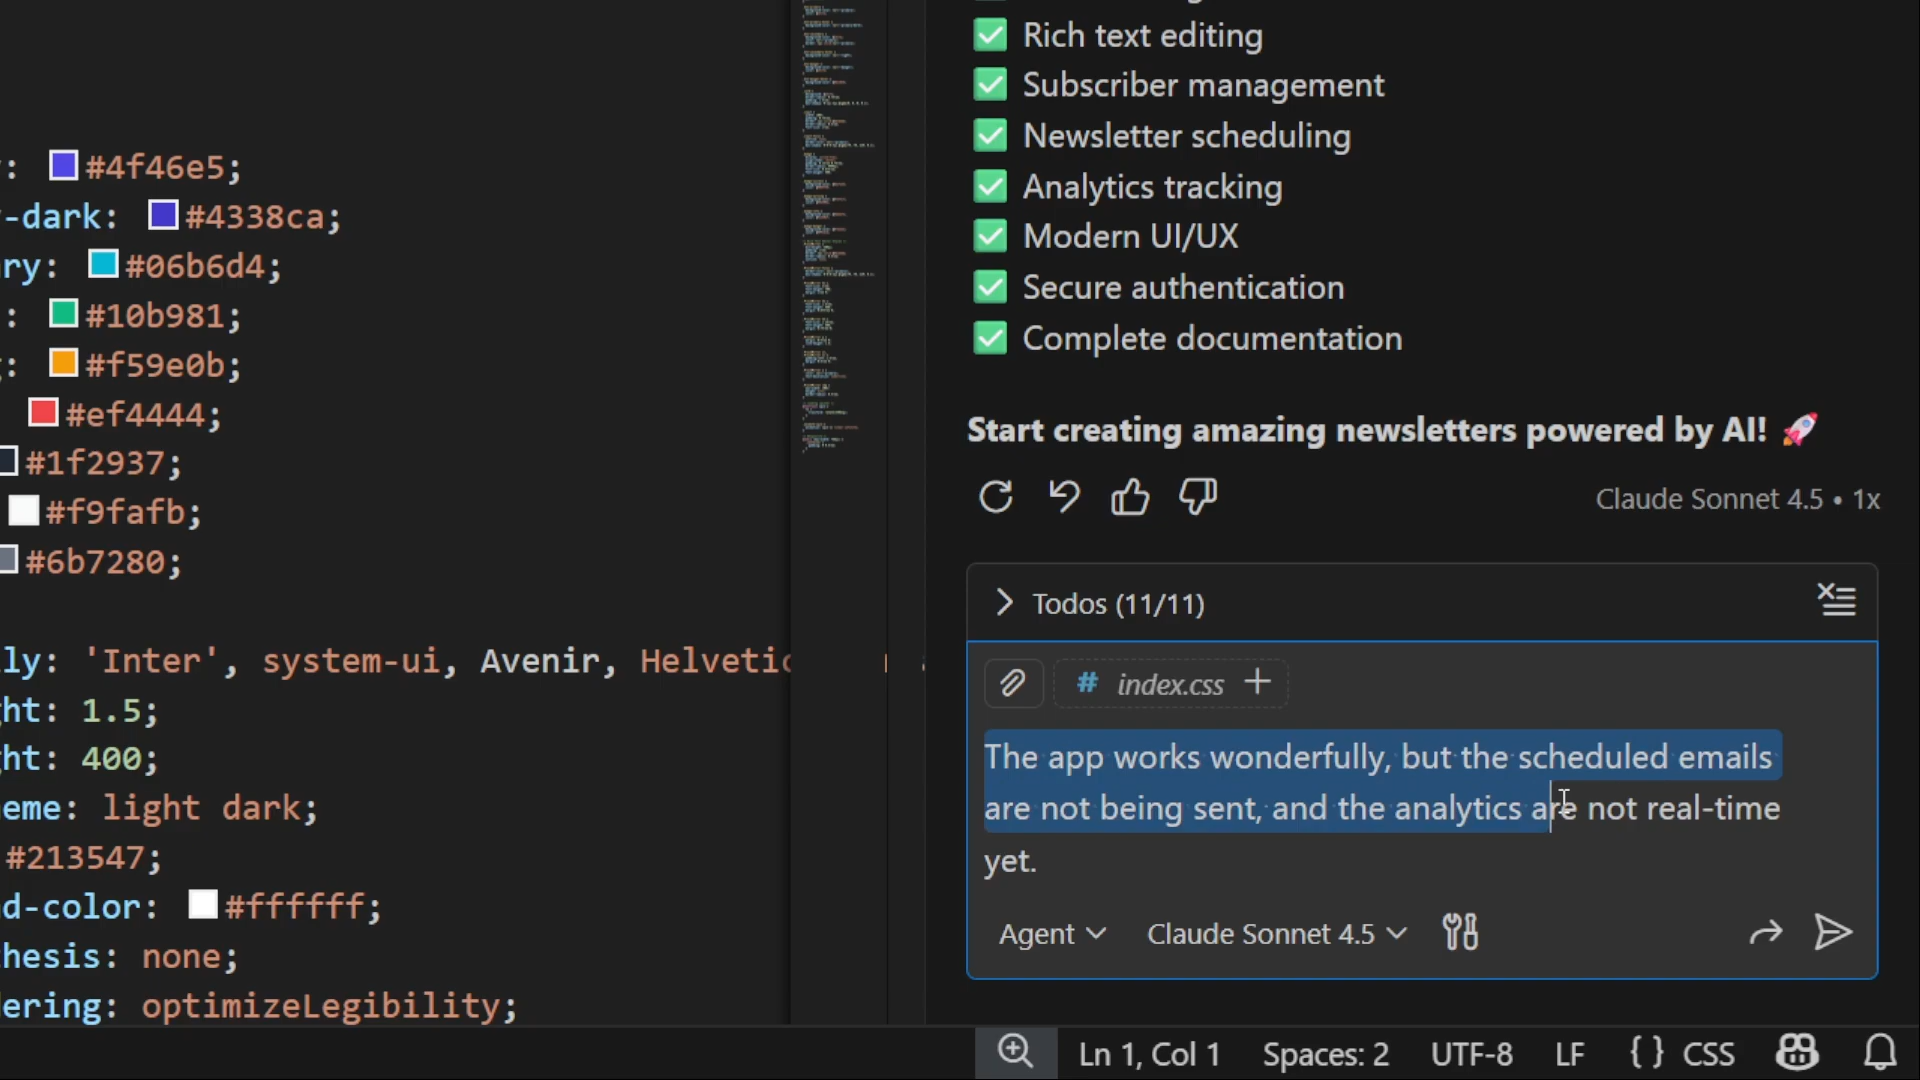 Rich text editing
Subscriber management
Newsletter scheduling
Analytics tracking
Modern UI/UX
Secure authentication
Complete documentation
Start creating amazing newsletters powered by AI! 🚀
Claude Sonnet 4.5 • 1x
Todos (11/11)
# index.css +
The app works wonderfully, but the scheduled emails
are not being sent, and the analytics are not real-time
yet.
Agent
Claude Sonnet 4.5
: #4f46e5;
-dark: #4338ca;
ry: #06b6d4;
: #10b981;
: #f59e0b;
#ef4444;
#1f2937;
#f9fafb;
#6b7280;
ly: 'Inter', system-ui, Avenir, Helvetic
ht: 1.5;
ht: 400;
eme: light dark;
#213547;
d-color: #ffffff;
hesis: none;
ering: optimizeLegibility;
Ln 1, Col 1
Spaces: 2
UTF-8
LF
{ } CSS